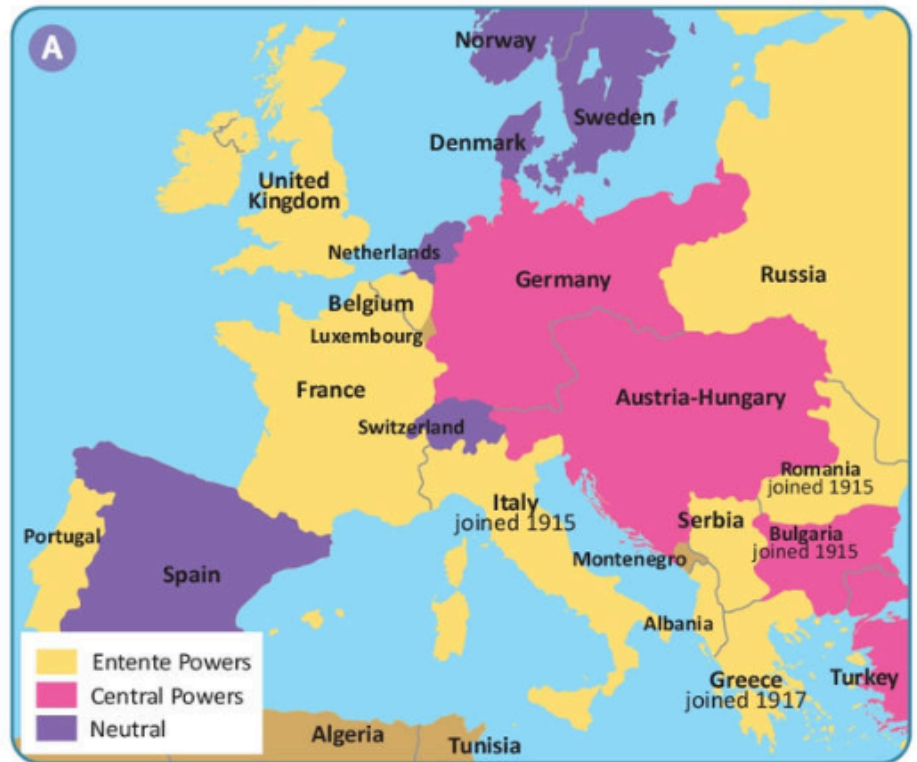 A
Norway
Sweden
Denmark
United
Kingdom
Netherlands
Germany
Russia
Belgium
Luxembourg
France
Austria-Hungary
Switzerland
Romania
joined 1915
Italy
joined 1915
Serbia
Bulgaria
joined 1915
Portugal
Montenegro
Spain
Albania
Greece
joined 1917
Turkey
Entente Powers
Central Powers
Neutral
Algeria
Tunisia